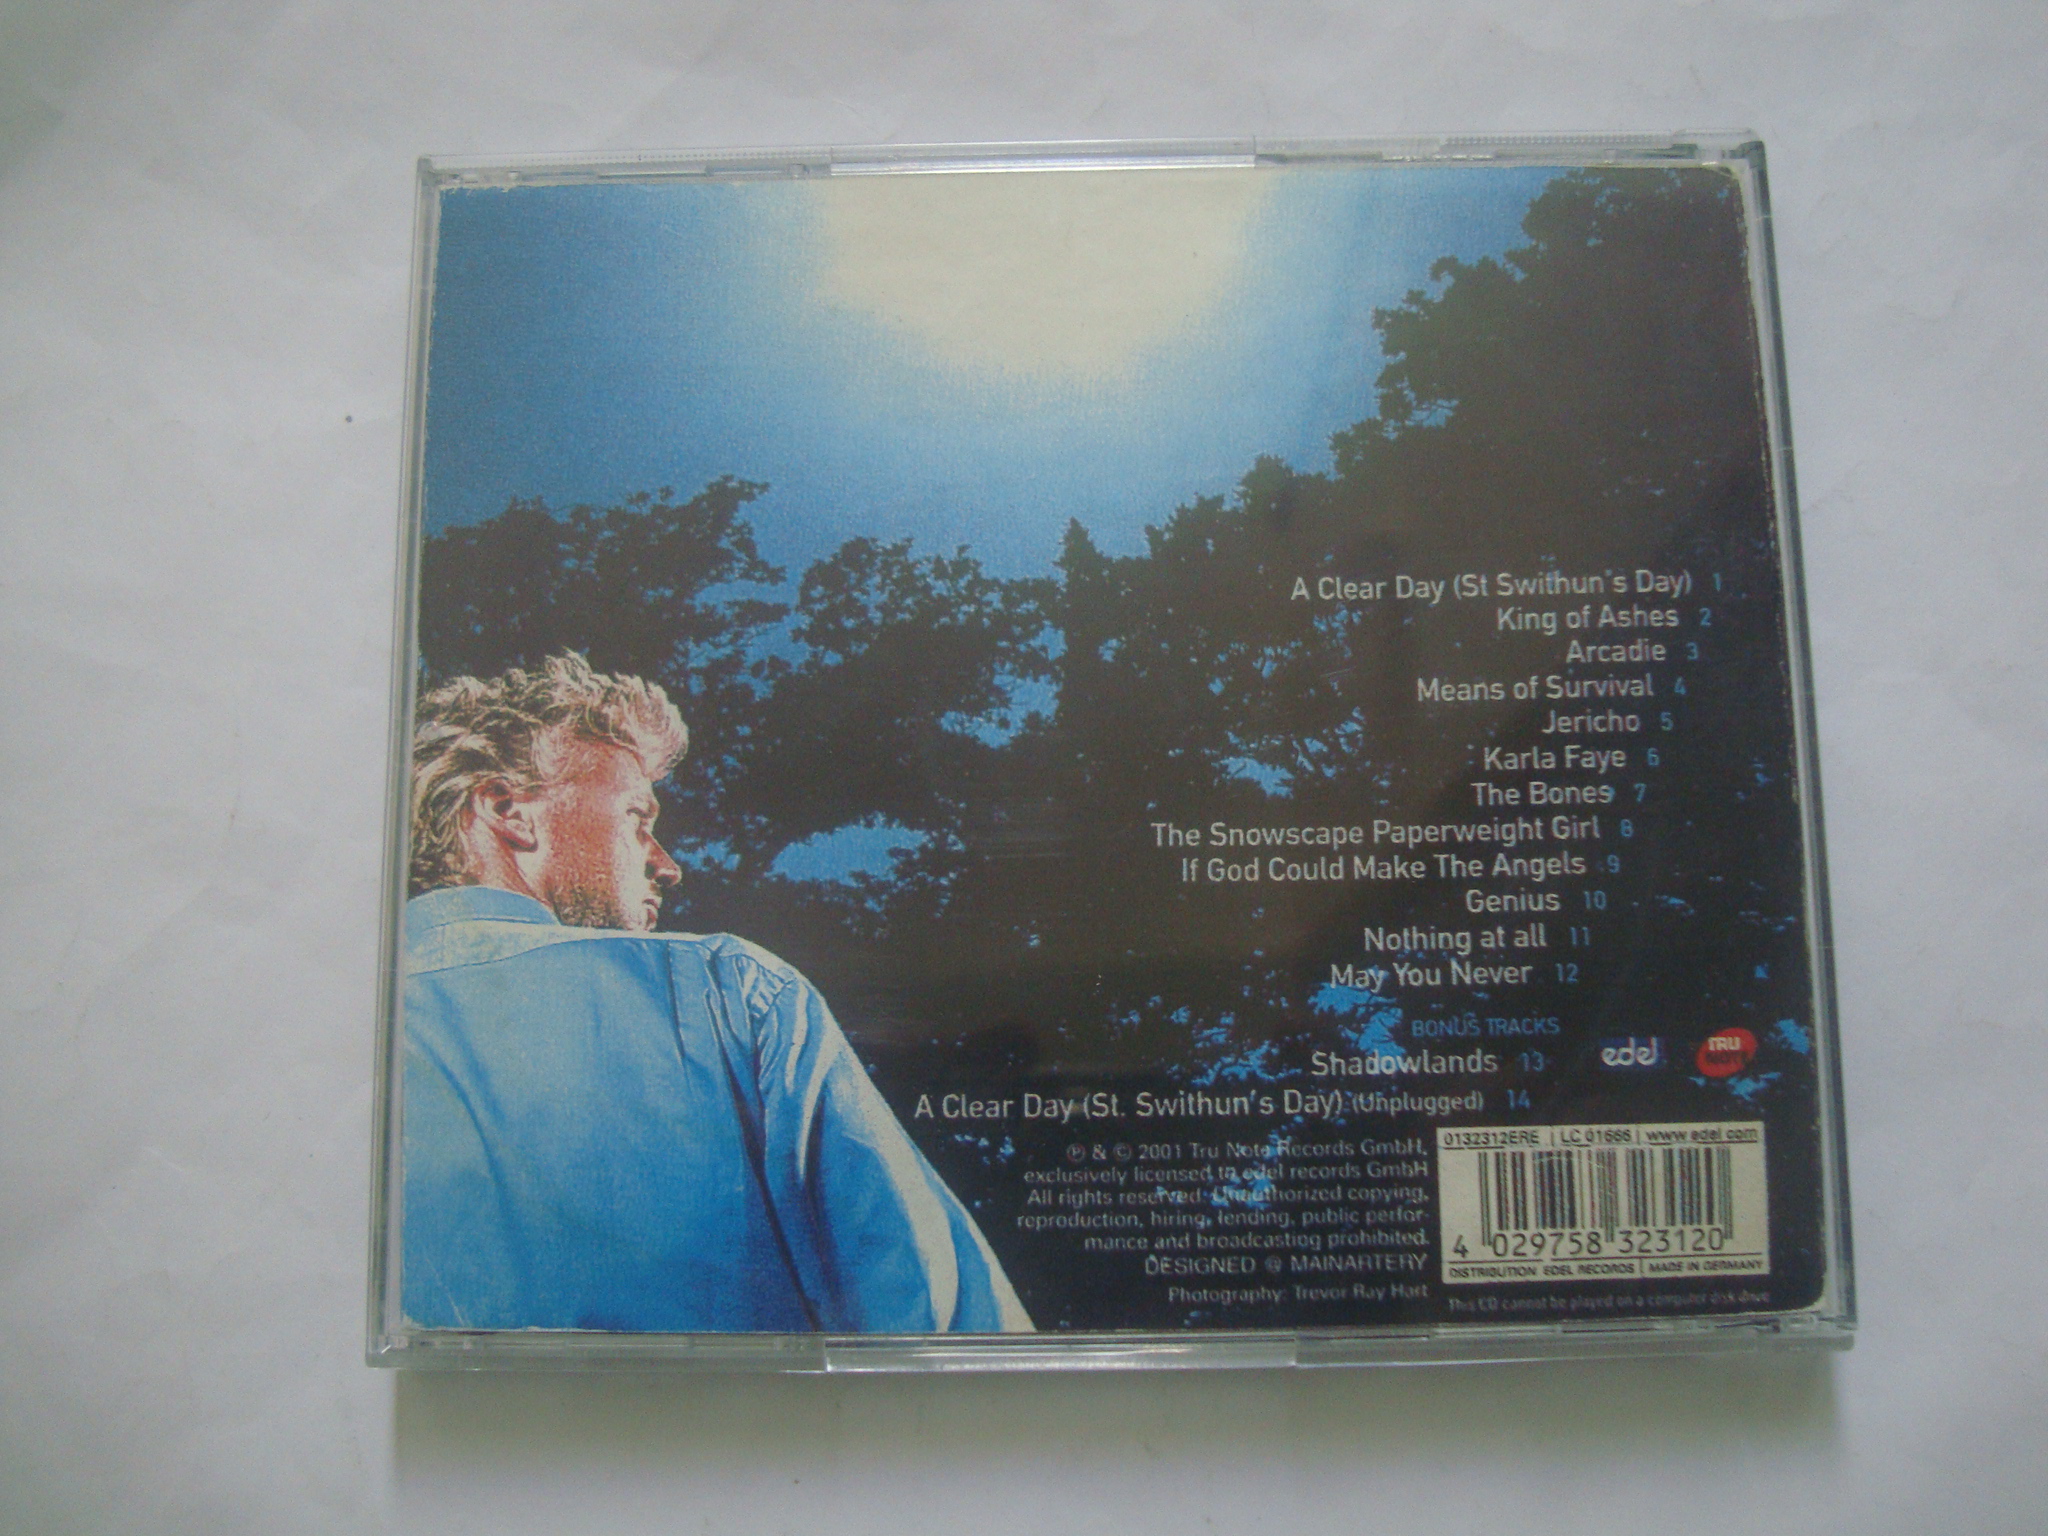 A Clear Day (St Swithun's Day) 1
King of Ashes 2
Arcadie 3
Means of Survival 4
Jericho 5
Karla Faye 6
The Bones 7
The Snowscape Paperweight Girl 8
If God Could Make The Angels 9
Genius 10
Nothing at all 11
May You Never 12
BONUS TRACKS
Shadowlands 13
edel
TRU
A Clear Day (St. Swithun's Day) (Unplugged) 14
℗ & © 2001 Tru Note Records GmbH,
exclusively licensed to edel records GmbH
All rights reserved. Unauthorized copying,
reproduction, hiring, lending, public perfor-
mance and broadcasting prohibited.
DESIGNED @ MAINARTERY
Photography: Trevor Ray Hart
0132312ERE | LC 01666 | www.edel.com
4 029758 323120
DISTRIBUTION EDEL RECORDS | MADE IN GERMANY
This CD cannot be played on a computer disk drive